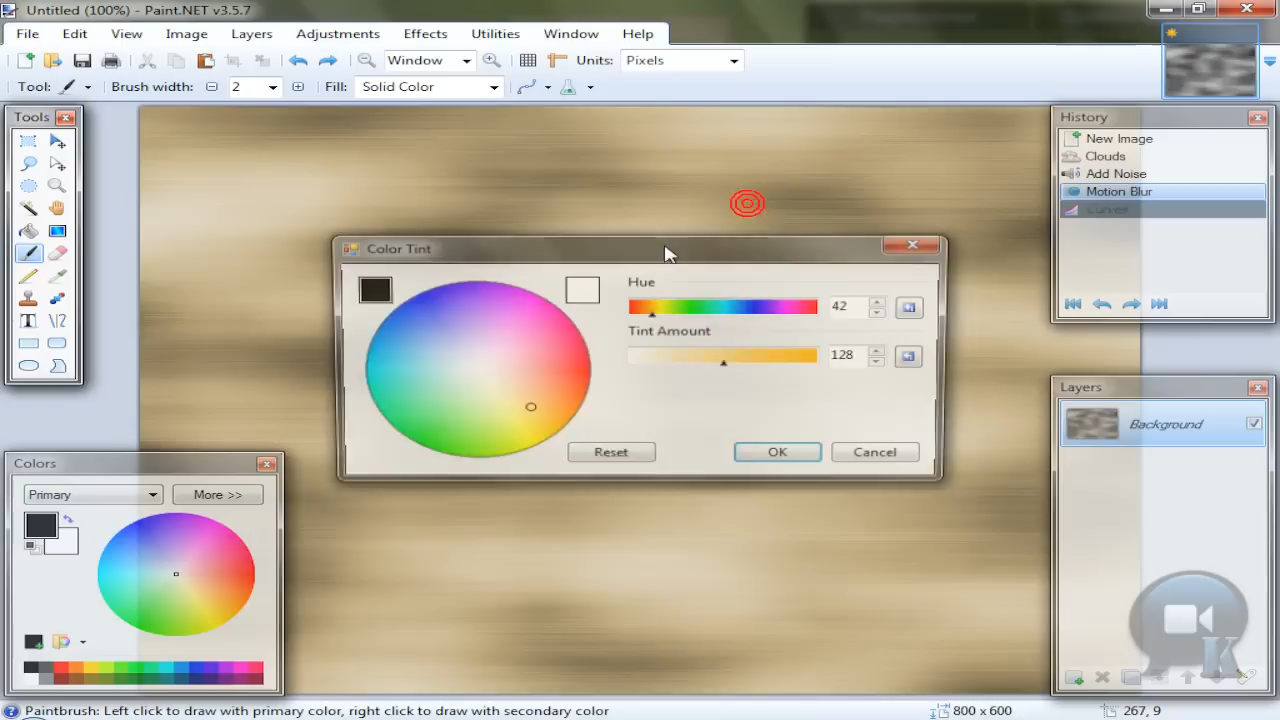 Untitled (100%) - Paint.NET v3.5.7
File Edit View Image Layers Adjustments Effects Utilities Window Help
Window Units: Pixels
Tool: Brush width: 2 Fill: Solid Color
Tools
History
New Image
Clouds
Add Noise
Motion Blur
Curves
Color Tint
Hue
42
Tint Amount
128
Reset OK Cancel
Layers
Background
Colors
Primary More >>
K
Paintbrush: Left click to draw with primary color, right click to draw with secondary color 800 x 600 267, 9